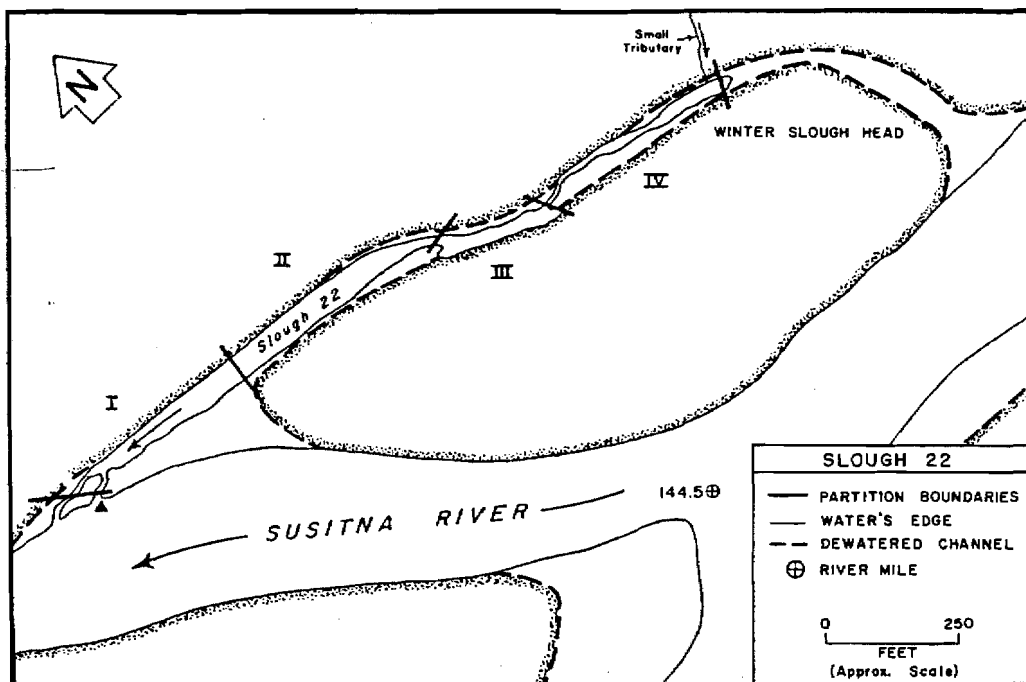 Small
Tributary
N
WINTER SLOUGH HEAD
IV
II
III
Slough 22
I
144.5
SUSITNA RIVER
SLOUGH 22
PARTITION BOUNDARIES
WATER'S EDGE
DEWATERED CHANNEL
RIVER MILE
0 250
FEET
(Approx. Scale)